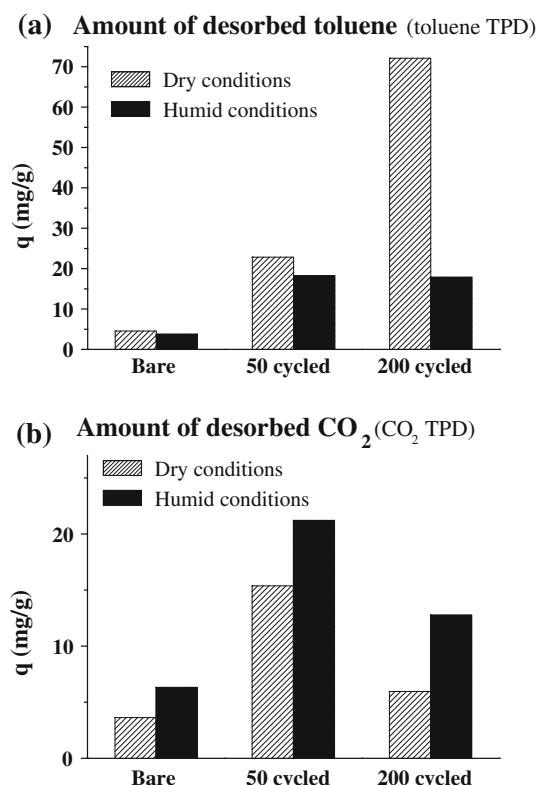 (a) Amount of desorbed toluene (toluene TPD)
70
60
50
40
30
20
10
0
q (mg/g)
Dry conditions
Humid conditions
Bare 50 cycled 200 cycled
(b) Amount of desorbed CO2 (CO2 TPD)
20
10
0
q (mg/g)
Dry conditions
Humid conditions
Bare 50 cycled 200 cycled